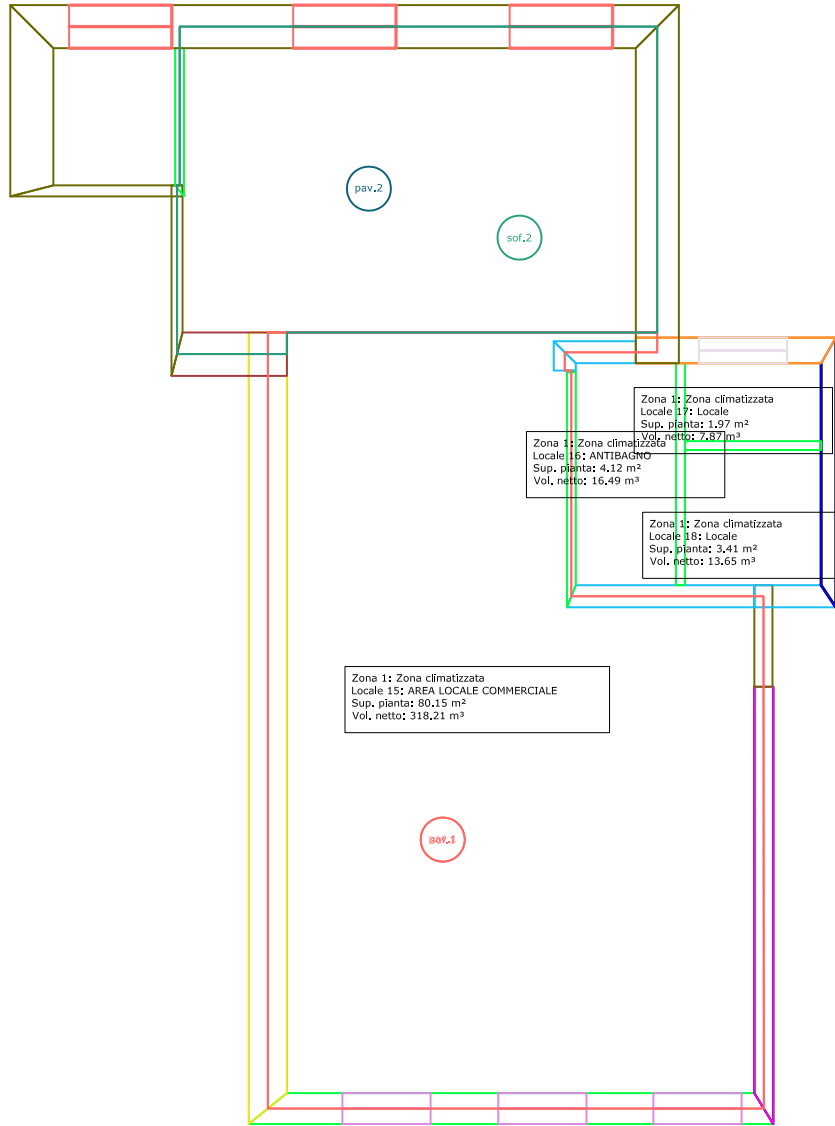 pav.2
sof.2
Zona 1: Zona climatizzata
Locale 17: Locale
Sup. pianta: 1.97 m²
Vol. netto: 7.87 m³
Zona 1: Zona climatizzata
Locale 16: ANTIBAGNO
Sup. pianta: 4.12 m²
Vol. netto: 16.49 m³
Zona 1: Zona climatizzata
Locale 18: Locale
Sup. pianta: 3.41 m²
Vol. netto: 13.65 m³
Zona 1: Zona climatizzata
Locale 15: AREA LOCALE COMMERCIALE
Sup. pianta: 80.15 m²
Vol. netto: 318.21 m³